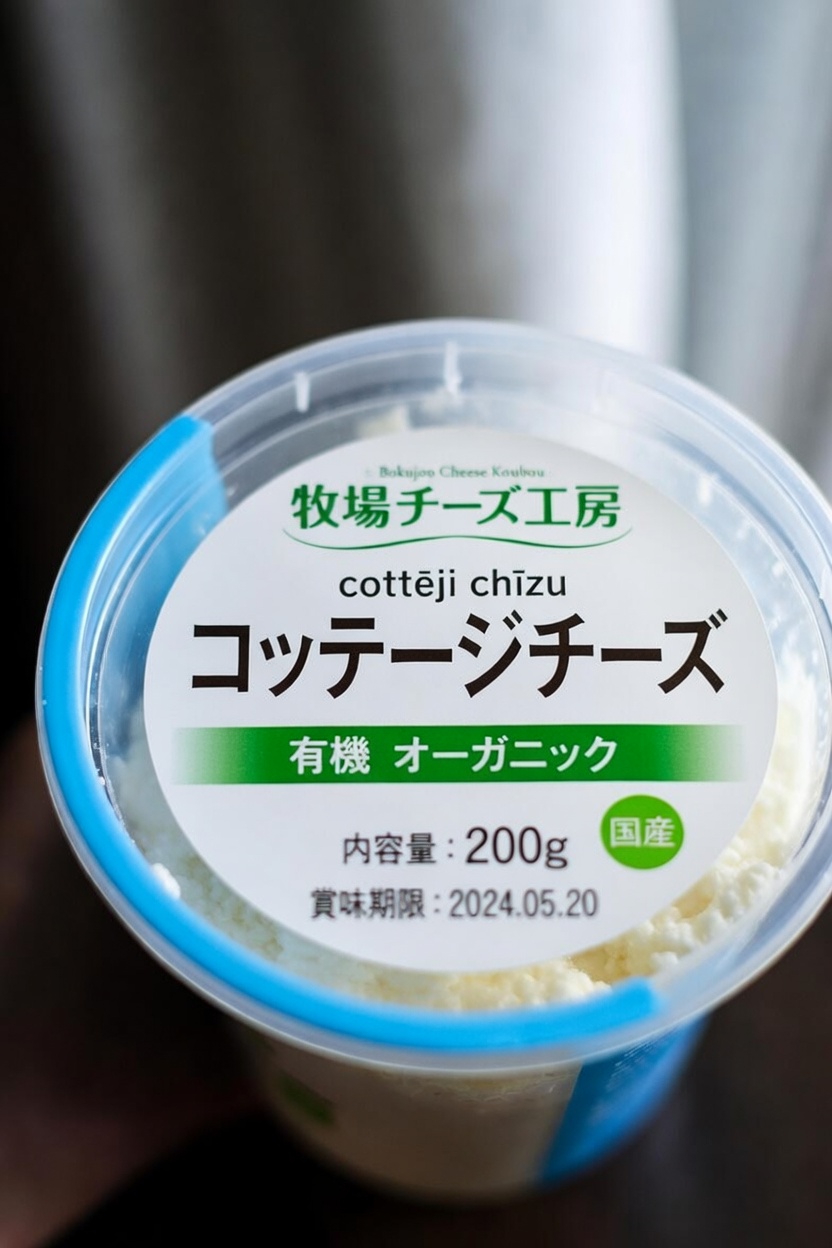 Bokujop Cheese Koubou
牧場チーズ工房
cottēji chīzu
コッテージチーズ
有機 オーガニック
国産
内容量：200g
賞味期限：2024.05.20